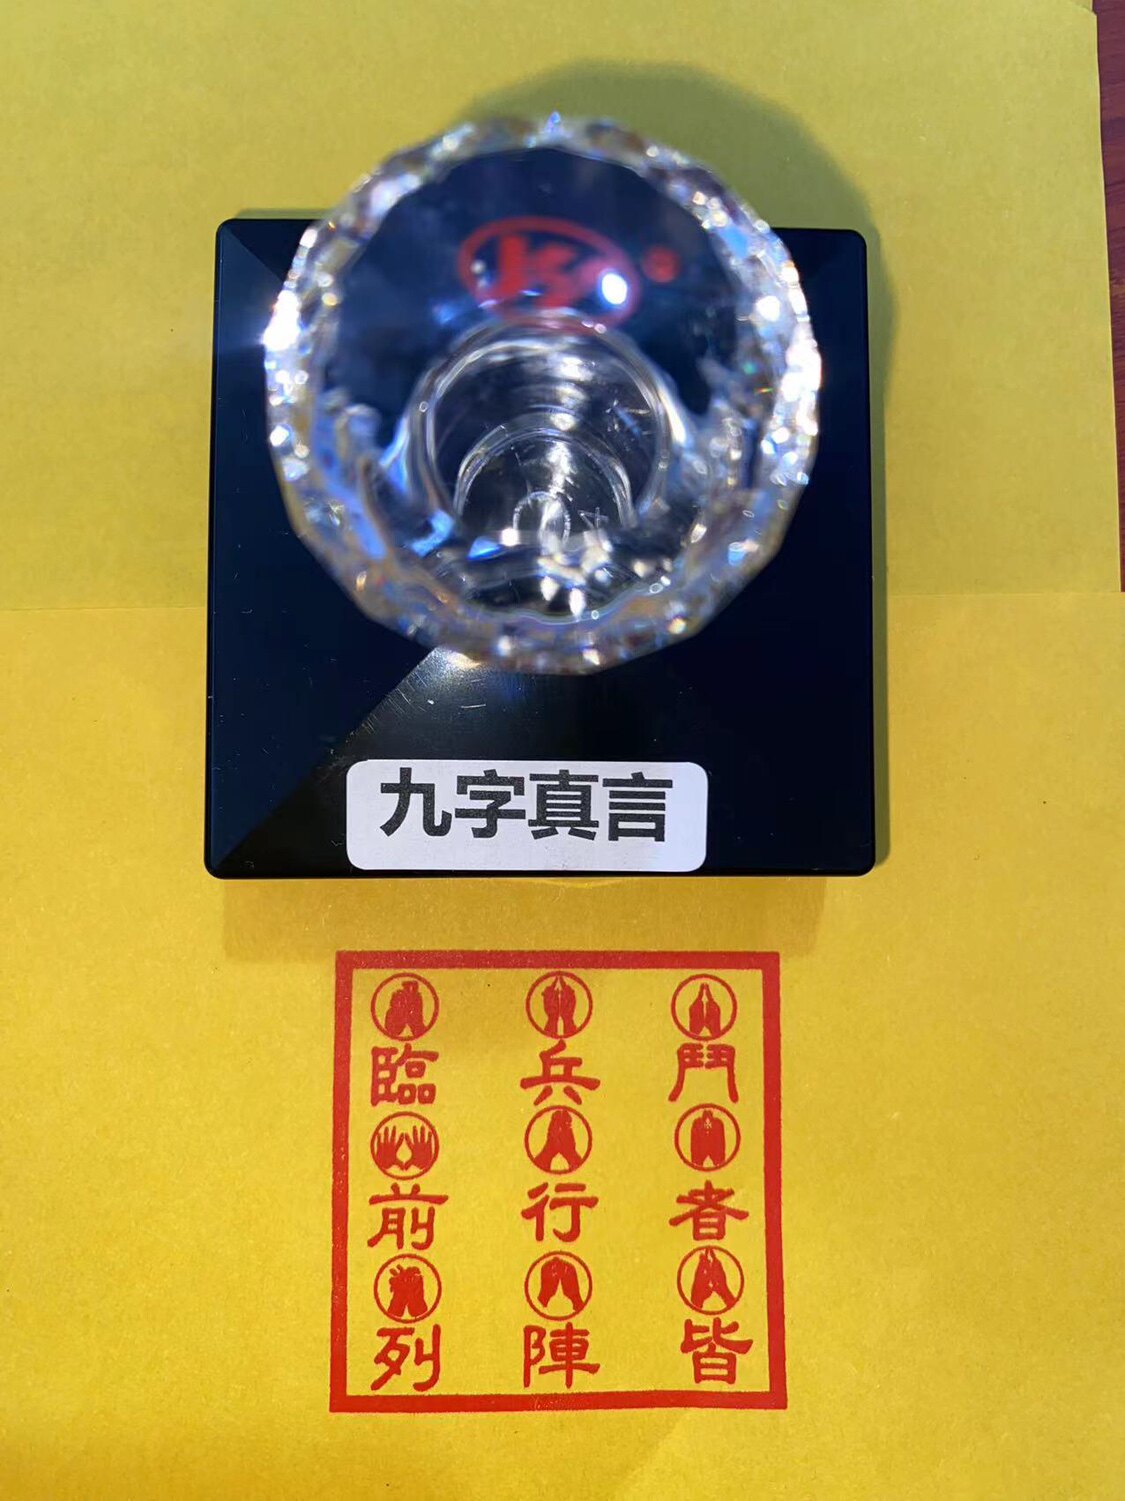 九字真言
臨 兵 鬥
前 行 者
列 陣 皆